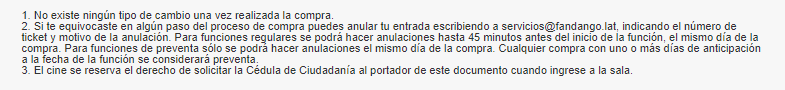 1. No existe ningún tipo de cambio una vez realizada la compra.
2. Si te equivocaste en algún paso del proceso de compra puedes anular tu entrada escribiendo a servicios@fandango.lat, indicando el número de
ticket y motivo de la anulación. Para funciones regulares se podrá hacer anulaciones hasta 45 minutos antes del inicio de la función, el mismo día de la
compra. Para funciones de preventa sólo se podrá hacer anulaciones el mismo día de la compra. Cualquier compra con uno o más días de anticipación
a la fecha de la función se considerará preventa.
3. El cine se reserva el derecho de solicitar la Cédula de Ciudadanía al portador de este documento cuando ingrese a la sala.